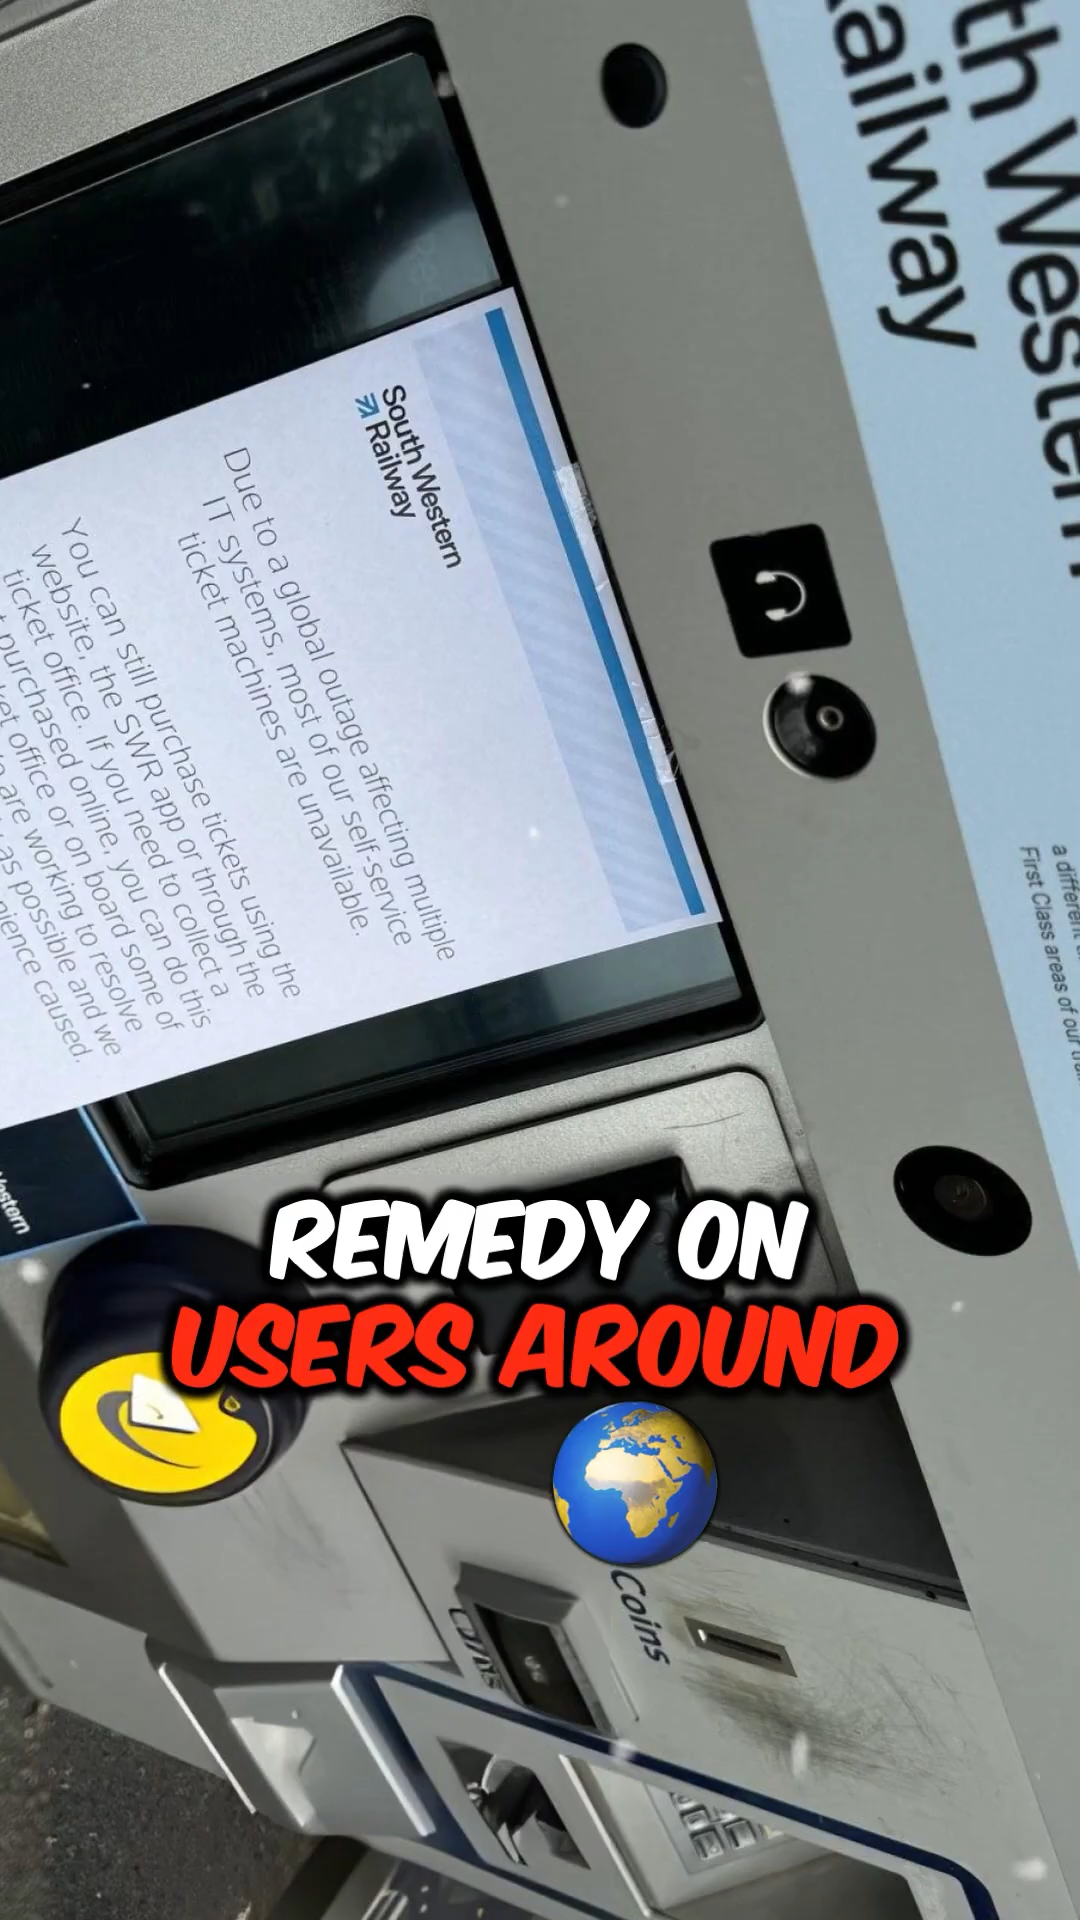 South Western
Railway
Due to a global outage affecting multiple
IT systems, most of our self-service
ticket machines are unavailable.
You can still purchase tickets using the
website, the SWR app or through the
ticket office. If you need to collect a
purchased online, you can do this
office or on board some of
are working to resolve
as possible and we
caused.
th Western
Railway
a different
First Class areas of our
Western
REMEDY ON
USERS AROUND
Coins
Cards